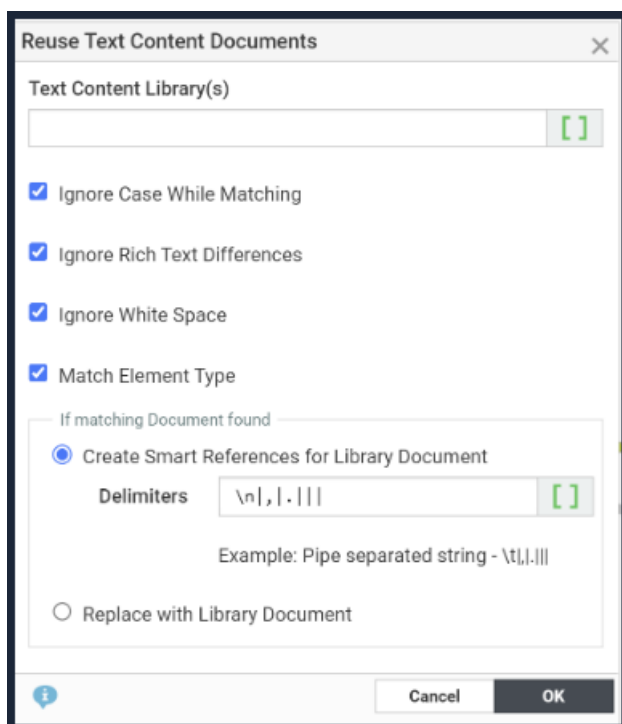 Reuse Text Content Documents
Text Content Library(s)
[ ]
Ignore Case While Matching
Ignore Rich Text Differences
Ignore White Space
Match Element Type
If matching Document found
Create Smart References for Library Document
Delimiters \n|,|.||| [ ]
Example: Pipe separated string - \t|,|.|||
Replace with Library Document
Cancel OK